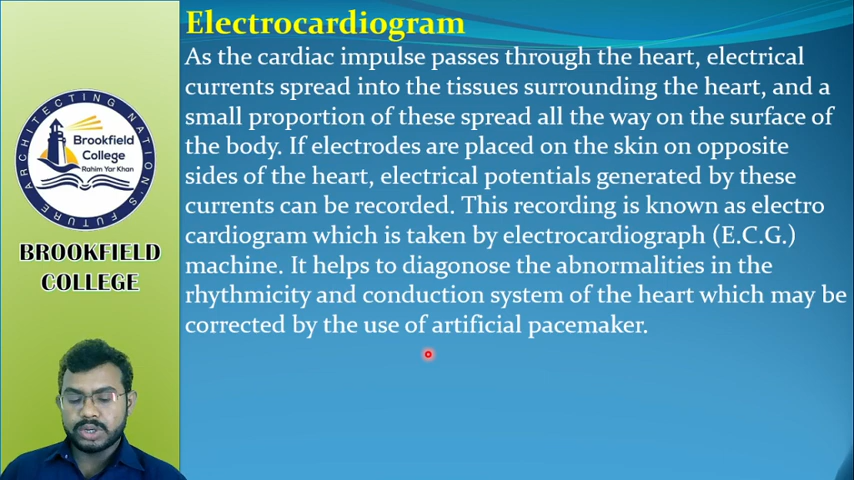 Electrocardiogram
As the cardiac impulse passes through the heart, electrical
currents spread into the tissues surrounding the heart, and a
small proportion of these spread all the way on the surface of
the body. If electrodes are placed on the skin on opposite
sides of the heart, electrical potentials generated by these
currents can be recorded. This recording is known as electro
cardiogram which is taken by electrocardiograph (E.C.G.)
machine. It helps to diagonose the abnormalities in the
rhythmicity and conduction system of the heart which may be
corrected by the use of artificial pacemaker.
ARCHITECTING NATION'S FUTURE
Brookfield
College
Rahim Yar Khan
BROOKFIELD
COLLEGE